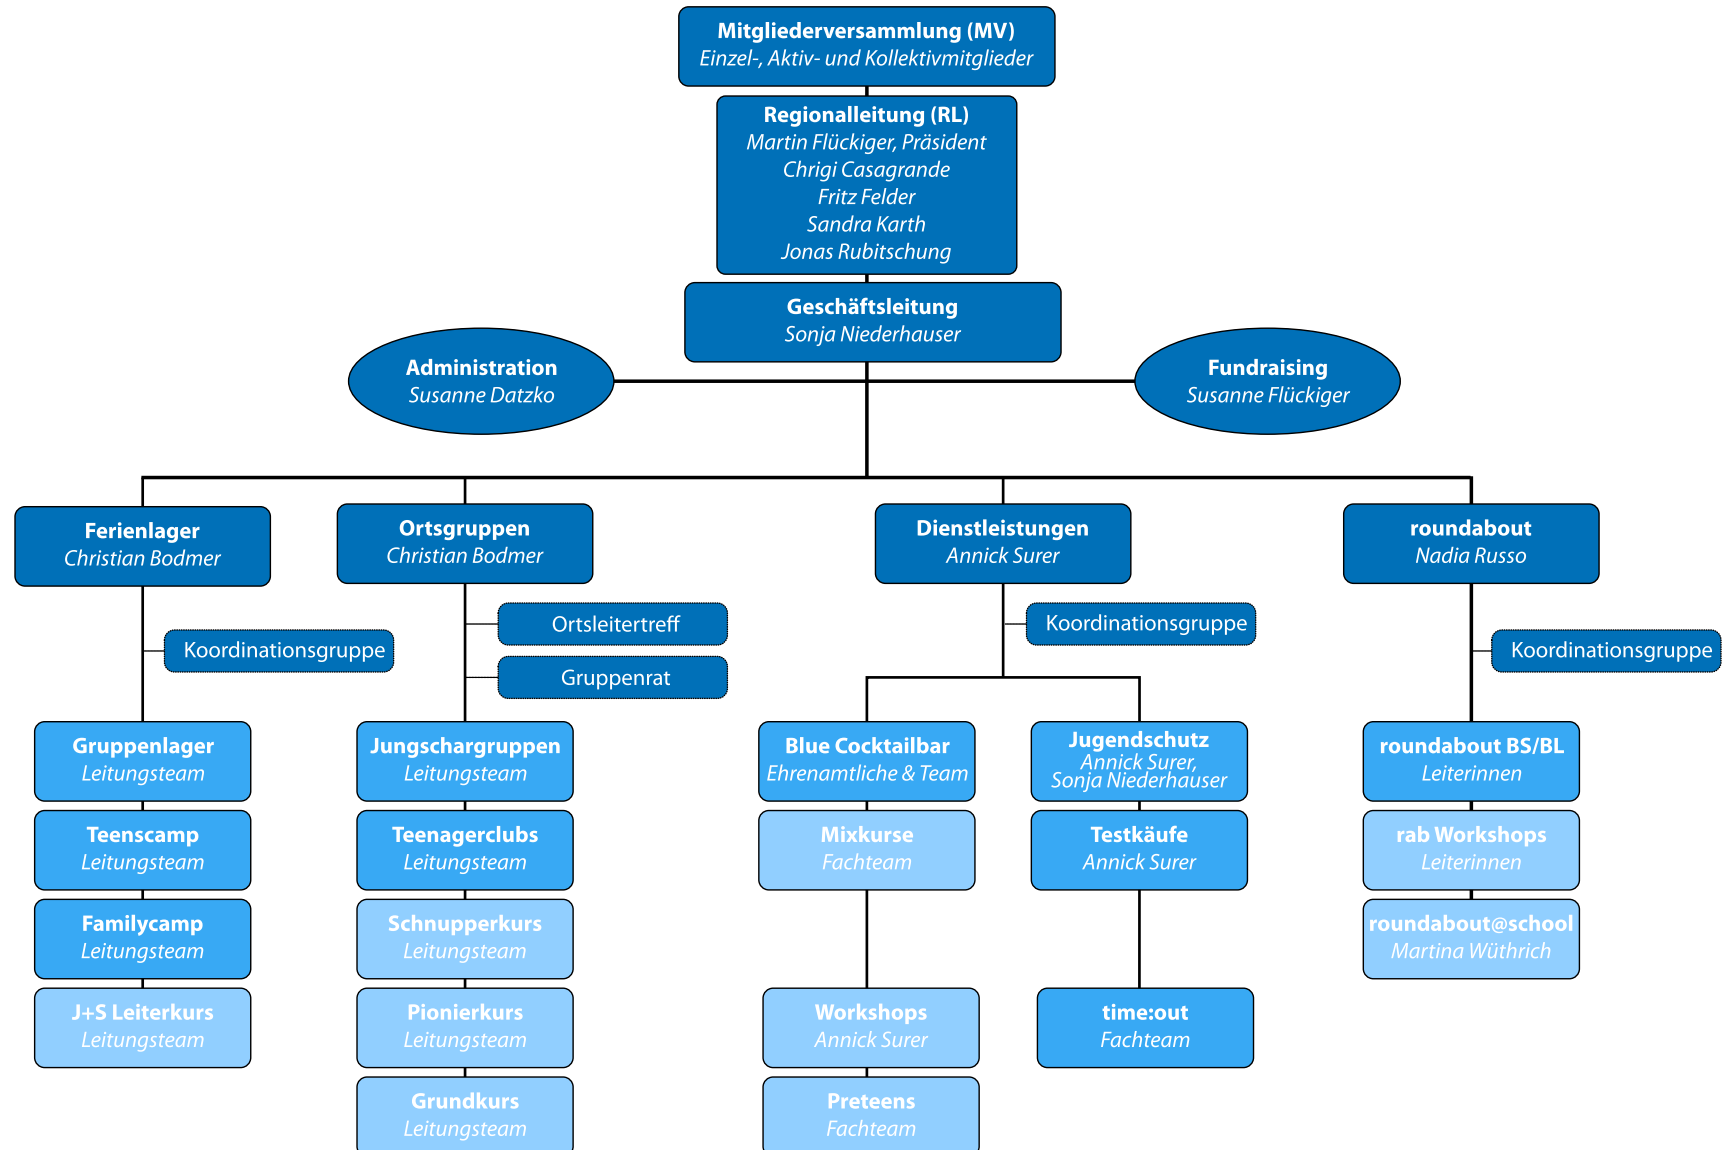 Mitgliederversammlung (MV)
Einzel-, Aktiv- und Kollektivmitglieder
Regionalleitung (RL)
Martin Flückiger, Präsident
Chrigi Casagrande
Fritz Felder
Sandra Karth
Jonas Rubitschung
Geschäftsleitung
Sonja Niederhauser
Administration
Susanne Datzko
Fundraising
Susanne Flückiger
Ferienlager
Christian Bodmer
Koordinationsgruppe
Gruppenlager
Leitungsteam
Teenscamp
Leitungsteam
Familycamp
Leitungsteam
J+S Leiterkurs
Leitungsteam
Ortsgruppen
Christian Bodmer
Ortsleitertreff
Gruppenrat
Jungschargruppen
Leitungsteam
Teenagerclubs
Leitungsteam
Schnupperkurs
Leitungsteam
Pionierkurs
Leitungsteam
Grundkurs
Leitungsteam
Dienstleistungen
Annick Surer
Koordinationsgruppe
Blue Cocktailbar
Ehrenamtliche & Team
Mixkurse
Fachteam
Workshops
Annick Surer
Preteens
Fachteam
Jugendschutz
Annick Surer,
Sonja Niederhauser
Testkäufe
Annick Surer
time:out
Fachteam
roundabout
Nadia Russo
Koordinationsgruppe
roundabout BS/BL
Leiterinnen
rab Workshops
Leiterinnen
roundabout@school
Martina Wüthrich